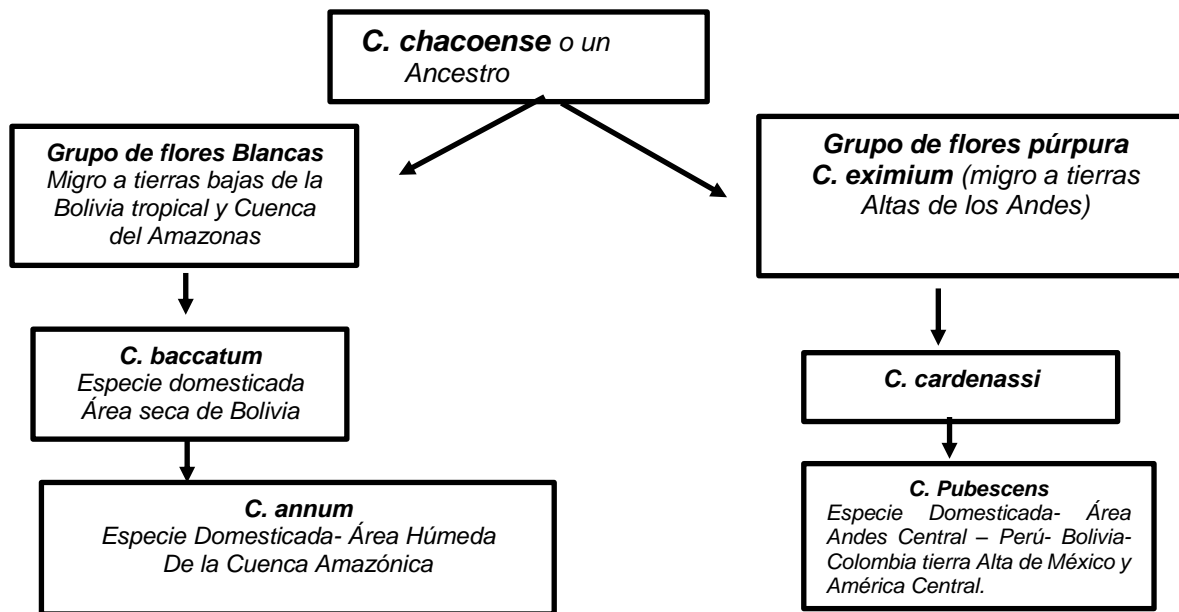 C. chacoense o un
Ancestro
Grupo de flores Blancas
Migro a tierras bajas de la
Bolivia tropical y Cuenca
del Amazonas
Grupo de flores púrpura
C. eximium (migro a tierras
Altas de los Andes)
C. baccatum
Especie domesticada
Área seca de Bolivia
C. cardenassi
C. annum
Especie Domesticada- Área Húmeda
De la Cuenca Amazónica
C. Pubescens
Especie Domesticada- Área
Andes Central – Perú- Bolivia-
Colombia tierra Alta de México y
América Central.